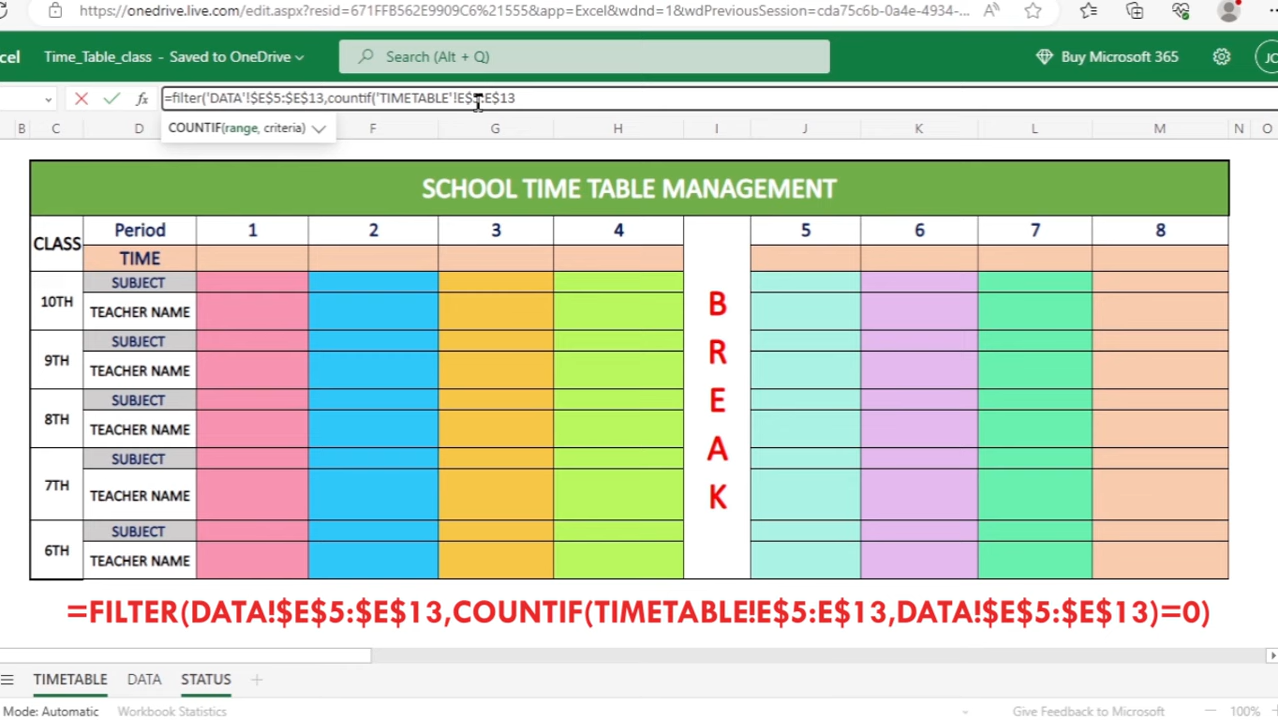 https://onedrive.live.com/edit.aspx?resid=671FFB562E9909C6%21555&app=Excel&wdnd=1&wdPreviousSession=cda75c6b-0a4e-4934-...
cel Time_Table_class - Saved to OneDrive Search (Alt + Q) Buy Microsoft 365 JC
fx =filter('DATA'!$E$5:$E$13,countif('TIMETABLE'!E$5:E$13
COUNTIF(range, criteria)
B C D F G H I J K L M N O
SCHOOL TIME TABLE MANAGEMENT
CLASS Period 1 2 3 4 5 6 7 8
TIME
10TH SUBJECT
TEACHER NAME
9TH SUBJECT
TEACHER NAME
8TH SUBJECT
TEACHER NAME
7TH SUBJECT
TEACHER NAME
6TH SUBJECT
TEACHER NAME
B
R
E
A
K
=FILTER(DATA!$E$5:$E$13,COUNTIF(TIMETABLE!E$5:E$13,DATA!$E$5:$E$13)=0)
TIMETABLE DATA STATUS
Mode: Automatic Workbook Statistics Give Feedback to Microsoft 100%